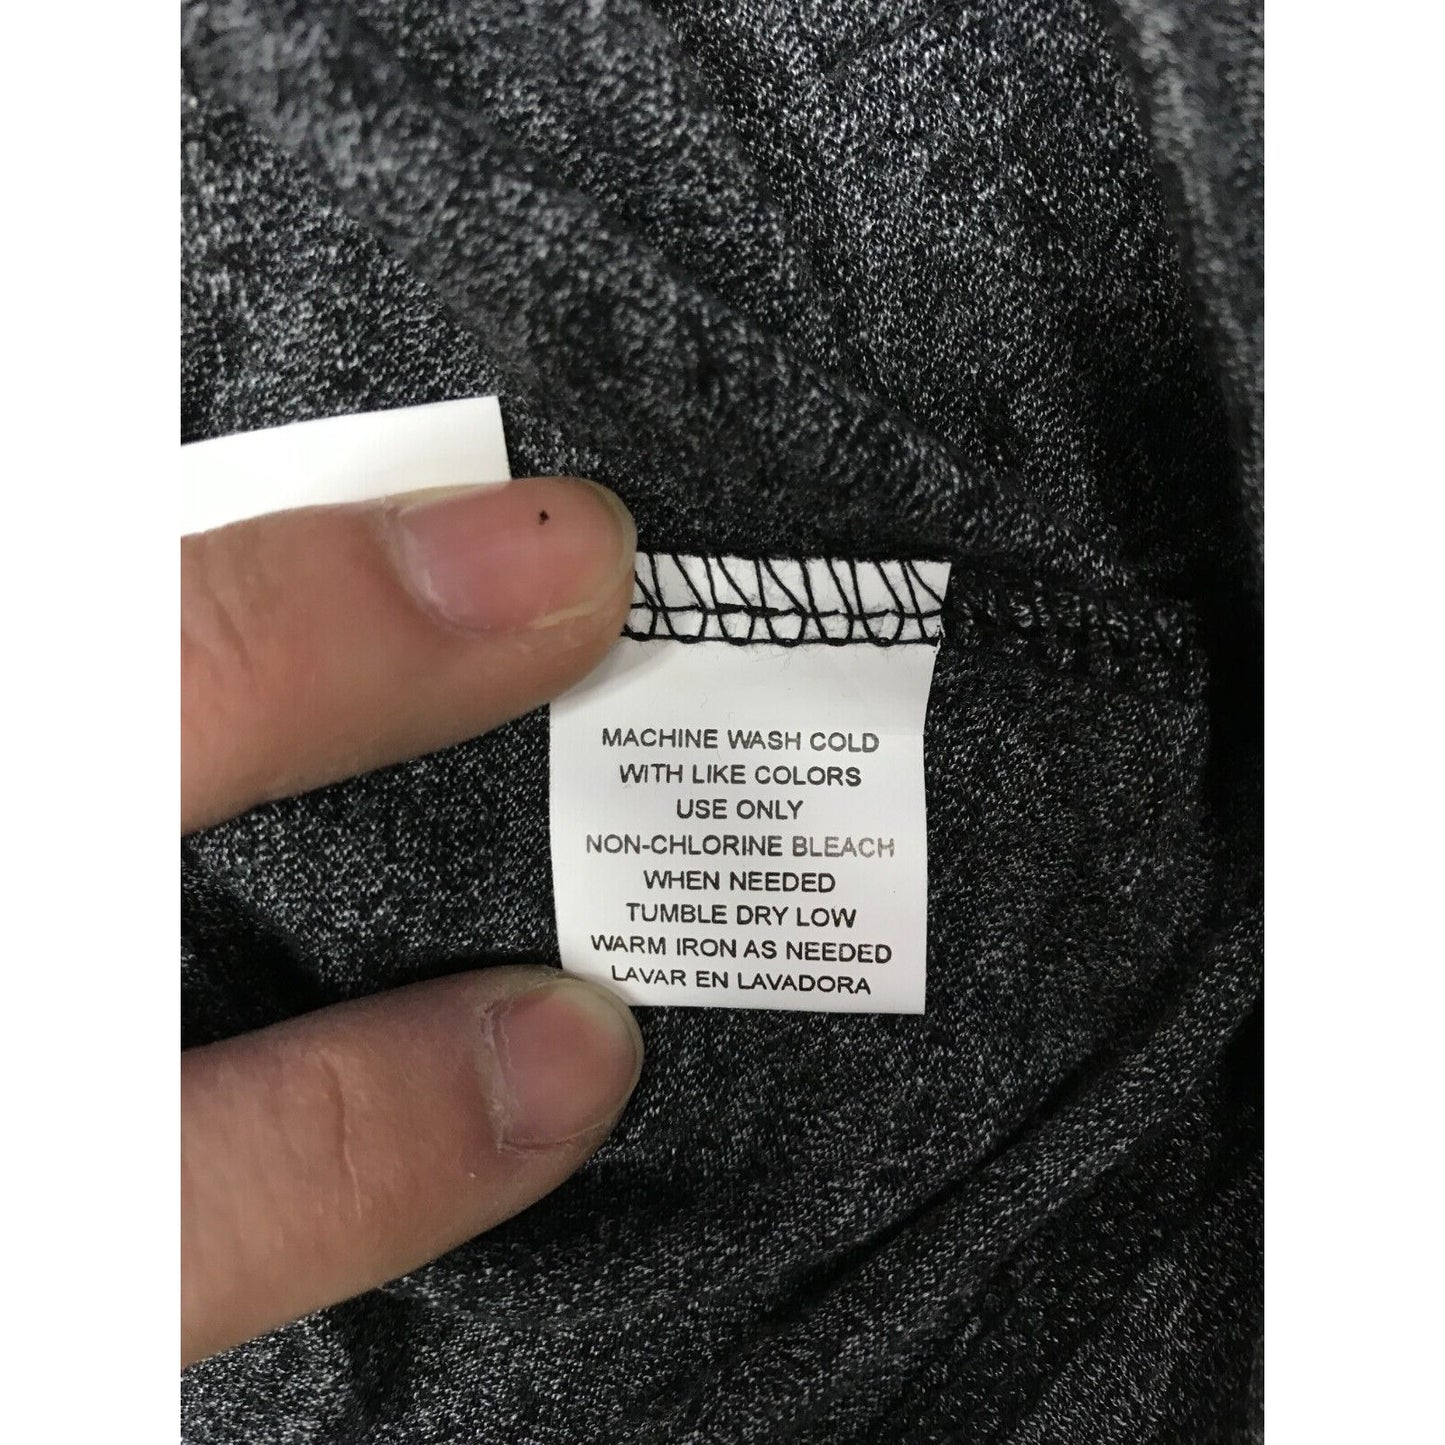 MACHINE WASH COLD
WITH LIKE COLORS
USE ONLY
NON-CHLORINE BLEACH
WHEN NEEDED
TUMBLE DRY LOW
WARM IRON AS NEEDED
LAVAR EN LAVADORA